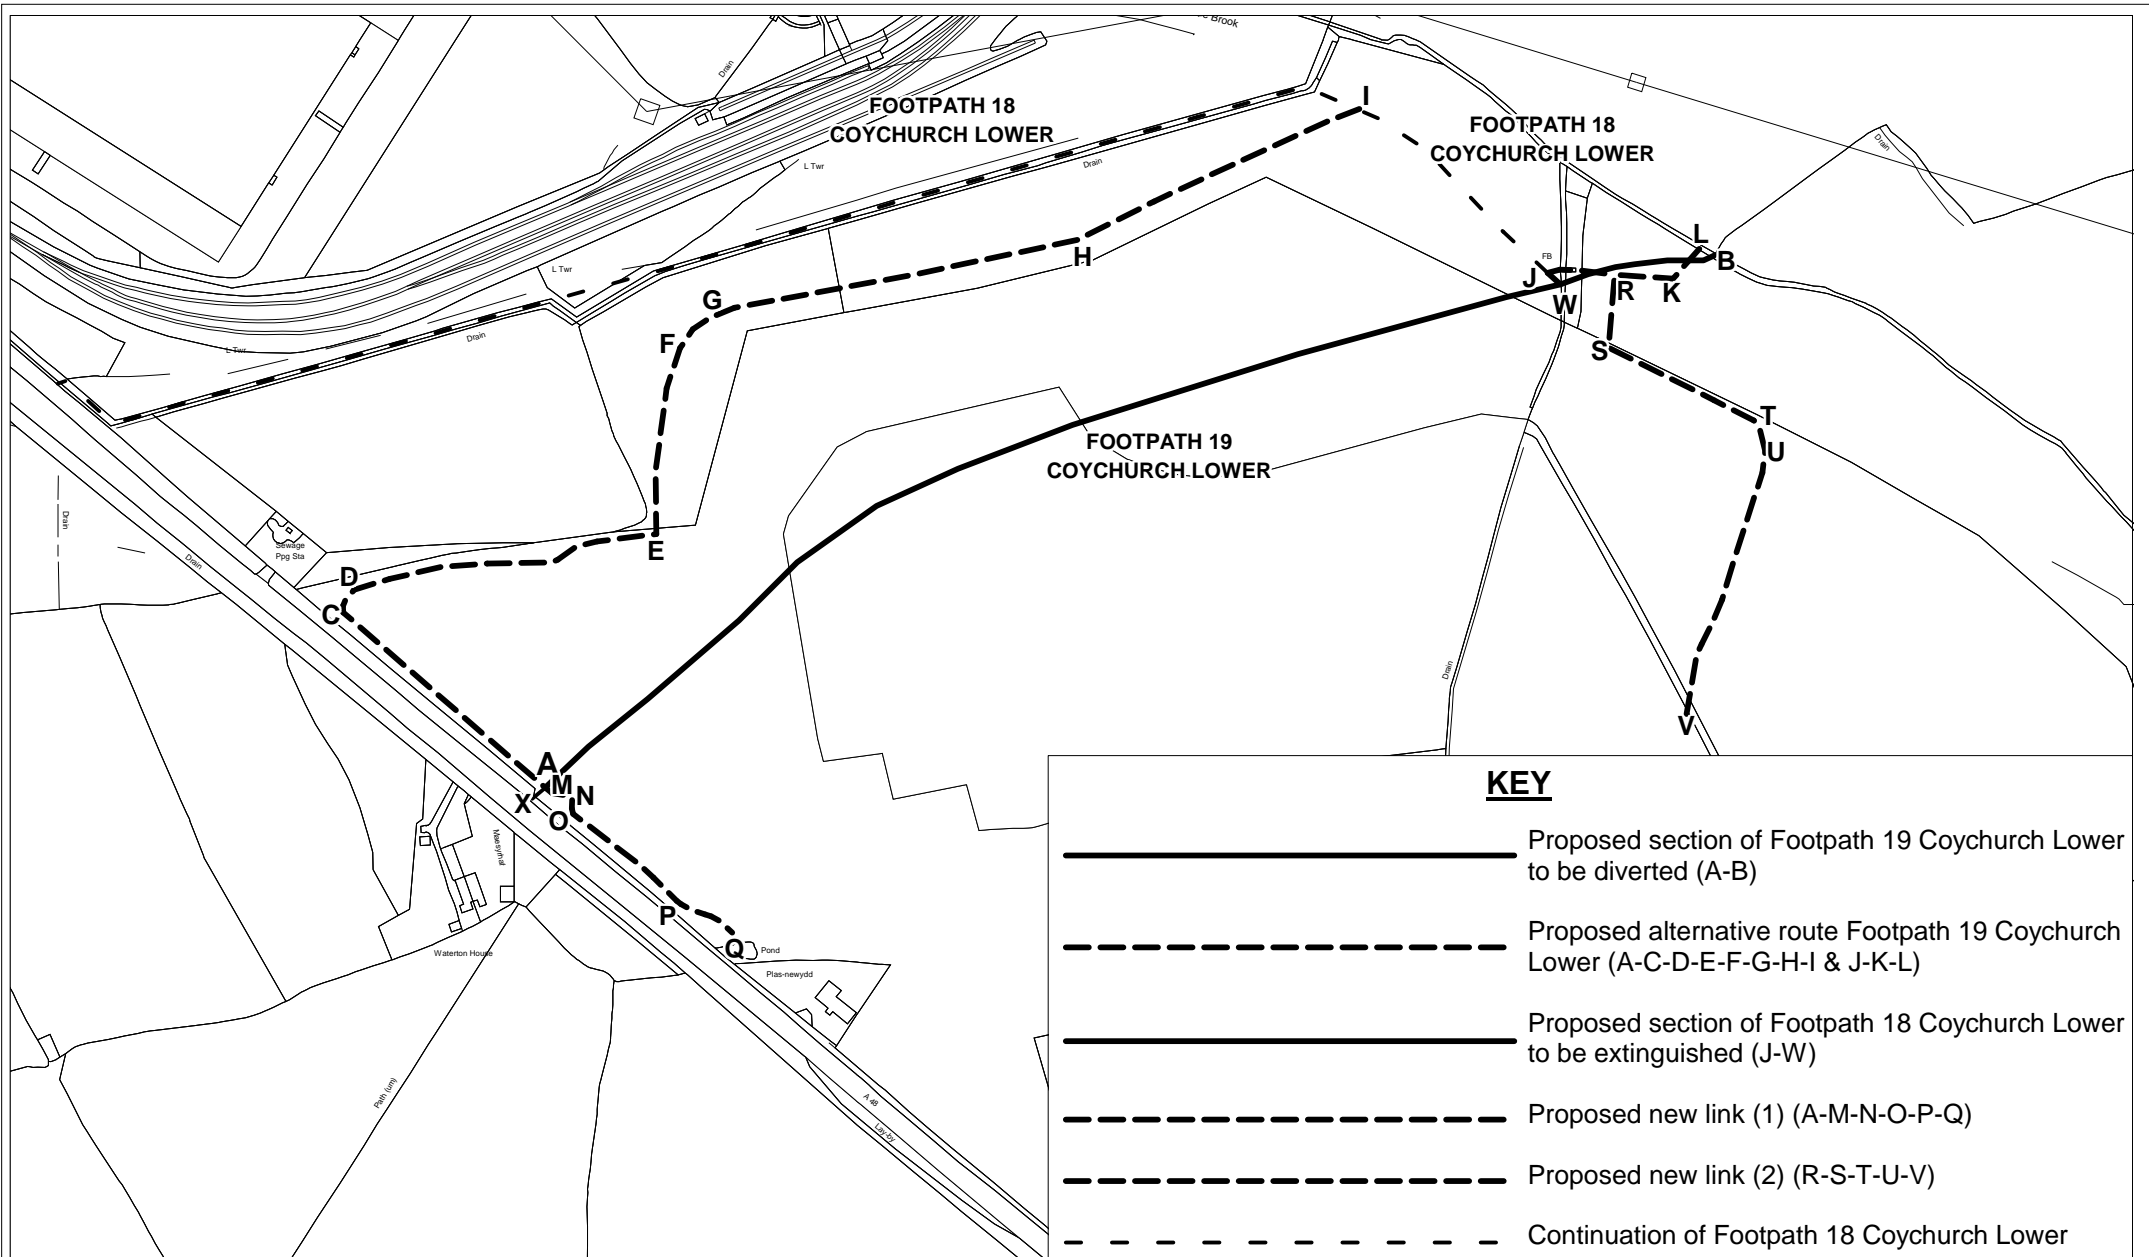 Brook
Drain
FOOTPATH 18
COYCHURCH LOWER
FOOTPATH 18
COYCHURCH LOWER
I
Drain
L Twr
Drain
L
B
FB
J
R
K
W
H
L Twr
G
F
Drain
L Twr
S
T
U
FOOTPATH 19
COYCHURCH LOWER
Drain
Sewage
Ppg Sta
Drain
E
D
C
Drain
V
A
M
N
X
O
Maesyrhaf
P
Q
Pond
Waterton House
Plas-newydd
Path (um)
A 48
Lay-by
KEY
Proposed section of Footpath 19 Coychurch Lower
to be diverted (A-B)
Proposed alternative route Footpath 19 Coychurch
Lower (A-C-D-E-F-G-H-I & J-K-L)
Proposed section of Footpath 18 Coychurch Lower
to be extinguished (J-W)
Proposed new link (1) (A-M-N-O-P-Q)
Proposed new link (2) (R-S-T-U-V)
Continuation of Footpath 18 Coychurch Lower